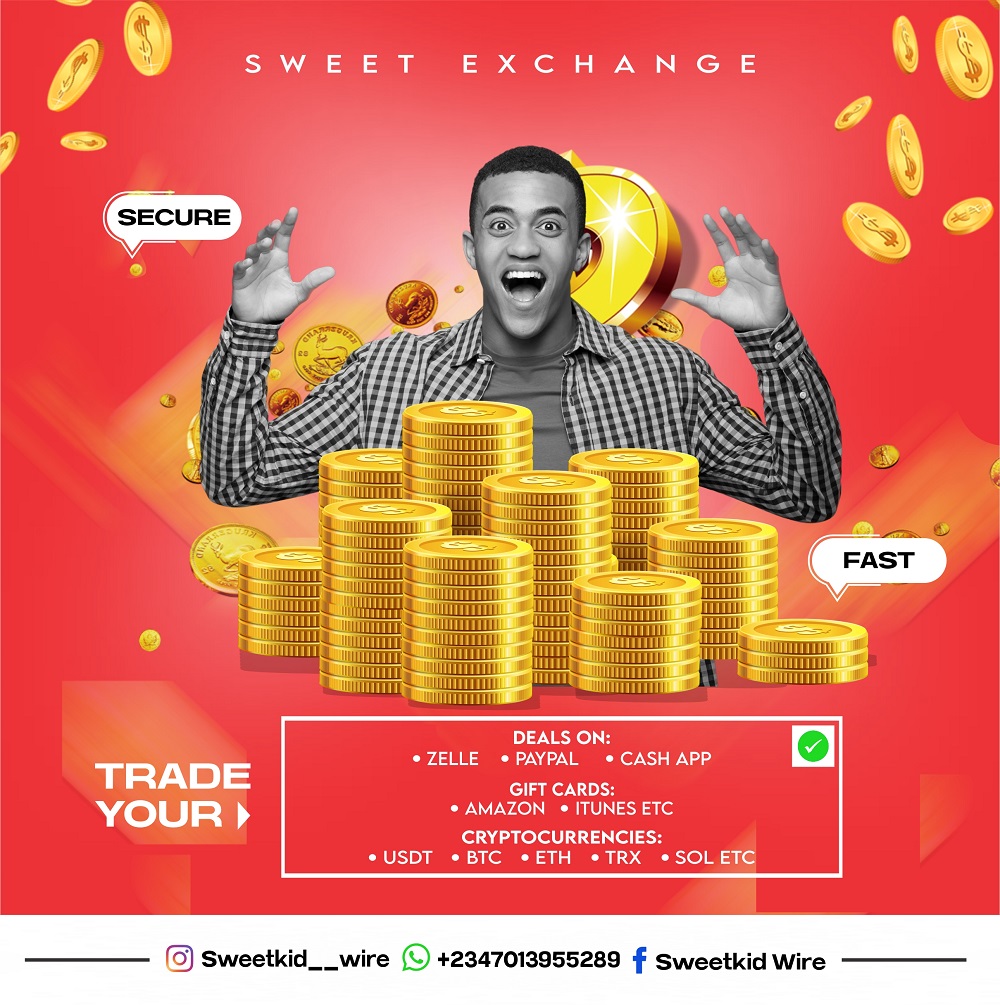 SWEET EXCHANGE
SECURE
FAST
TRADE
YOUR
DEALS ON:
• ZELLE • PAYPAL • CASH APP
GIFT CARDS:
• AMAZON • ITUNES ETC
CRYPTOCURRENCIES:
• USDT • BTC • ETH • TRX • SOL ETC
Sweetkid__wire +2347013955289 Sweetkid Wire